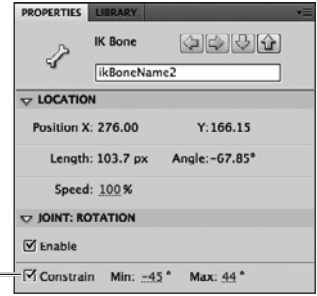 PROPERTIES LIBRARY
IK Bone
ikBoneName2
LOCATION
Position X: 276.00 Y: 166.15
Length: 103.7 px Angle: -67.85°
Speed: 100 %
JOINT: ROTATION
Enable
Constrain Min: -45 ° Max: 44 °